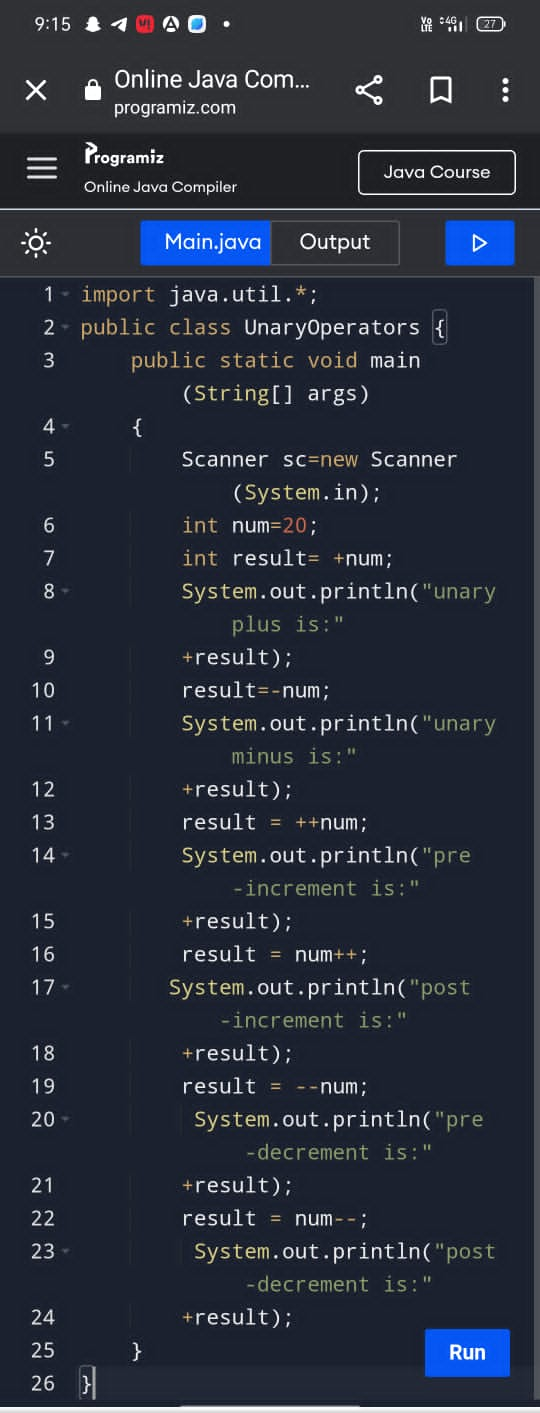 9:15
4G
27
Online Java Com...
programiz.com
Programiz
Online Java Compiler
Java Course
Main.java
Output
1 import java.util.*;
2 public class UnaryOperators {
3 public static void main
(String[] args)
4 {
5 Scanner sc=new Scanner
(System.in);
6 int num=20;
7 int result= +num;
8 System.out.println("unary
plus is:"
9 +result);
10 result=-num;
11 System.out.println("unary
minus is:"
12 +result);
13 result = ++num;
14 System.out.println("pre
-increment is:"
15 +result);
16 result = num++;
17 System.out.println("post
-increment is:"
18 +result);
19 result = --num;
20 System.out.println("pre
-decrement is:"
21 +result);
22 result = num--;
23 System.out.println("post
-decrement is:"
24 +result);
25 }
26 }
Run